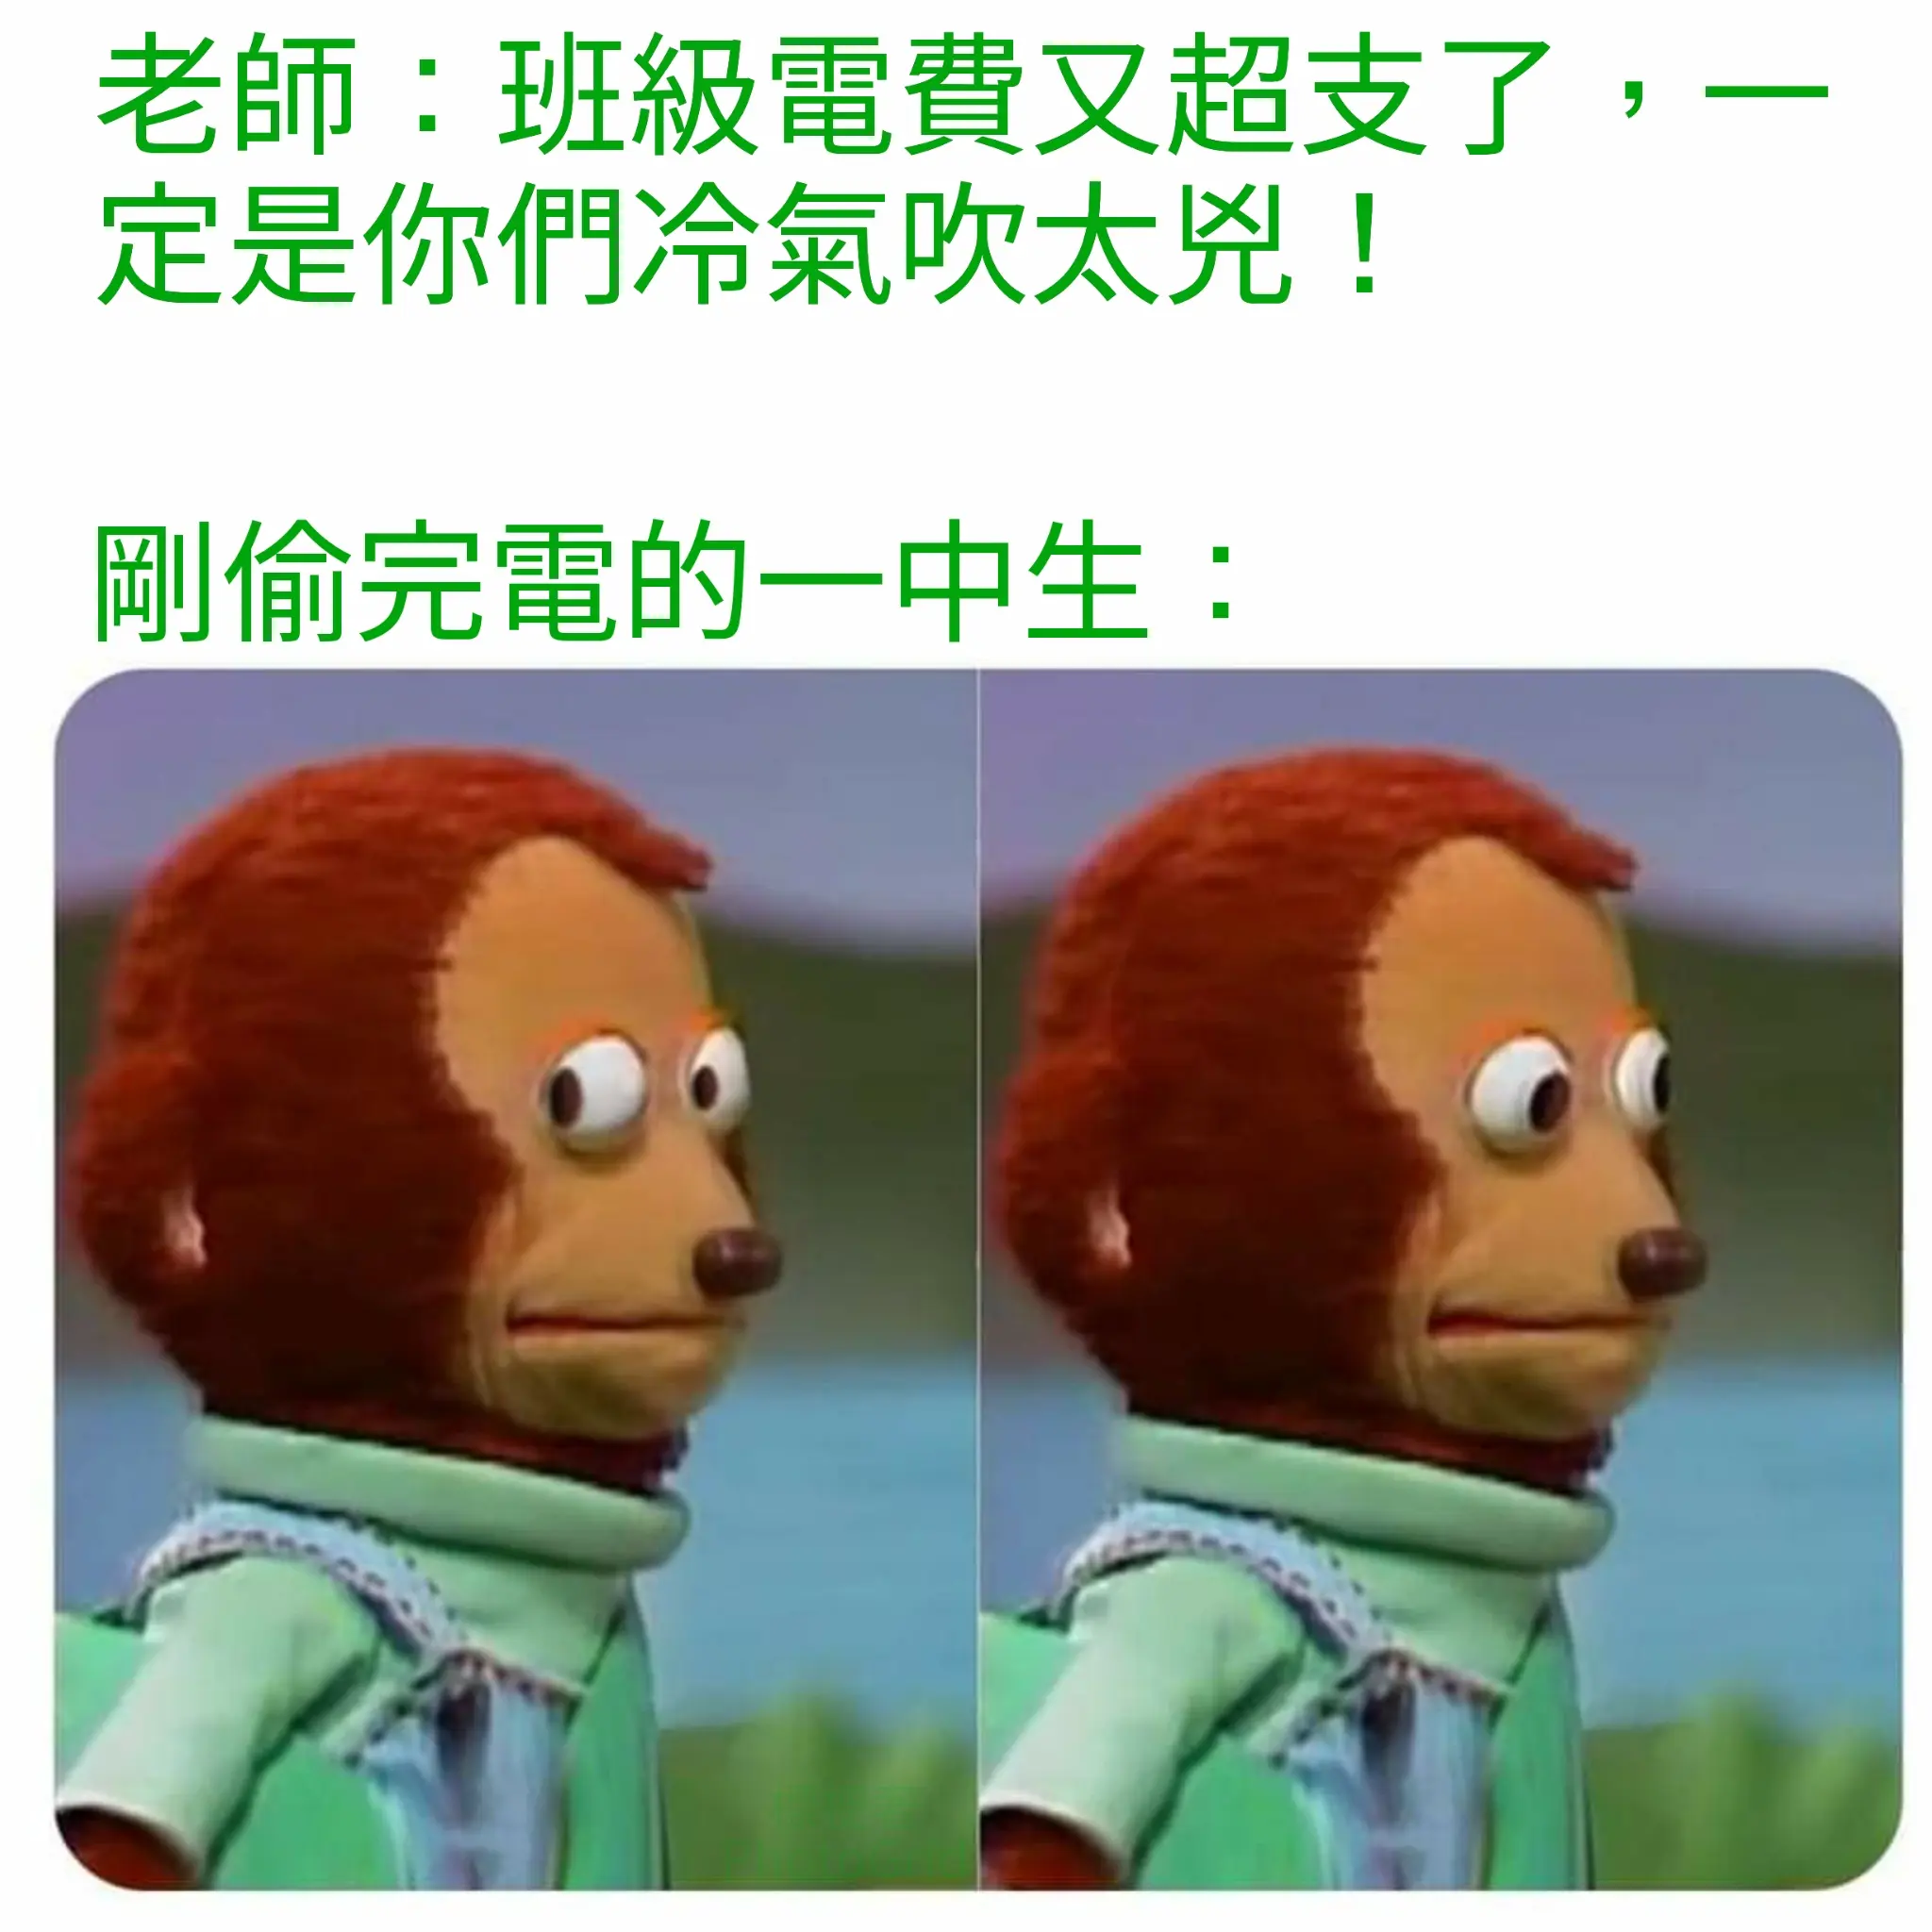 老師：班級電費又超支了，一
定是你們冷氣吹太兇！
剛偷完電的一中生：